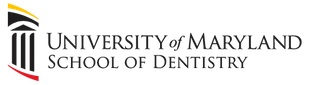 UNIVERSITY of MARYLAND
SCHOOL OF DENTISTRY